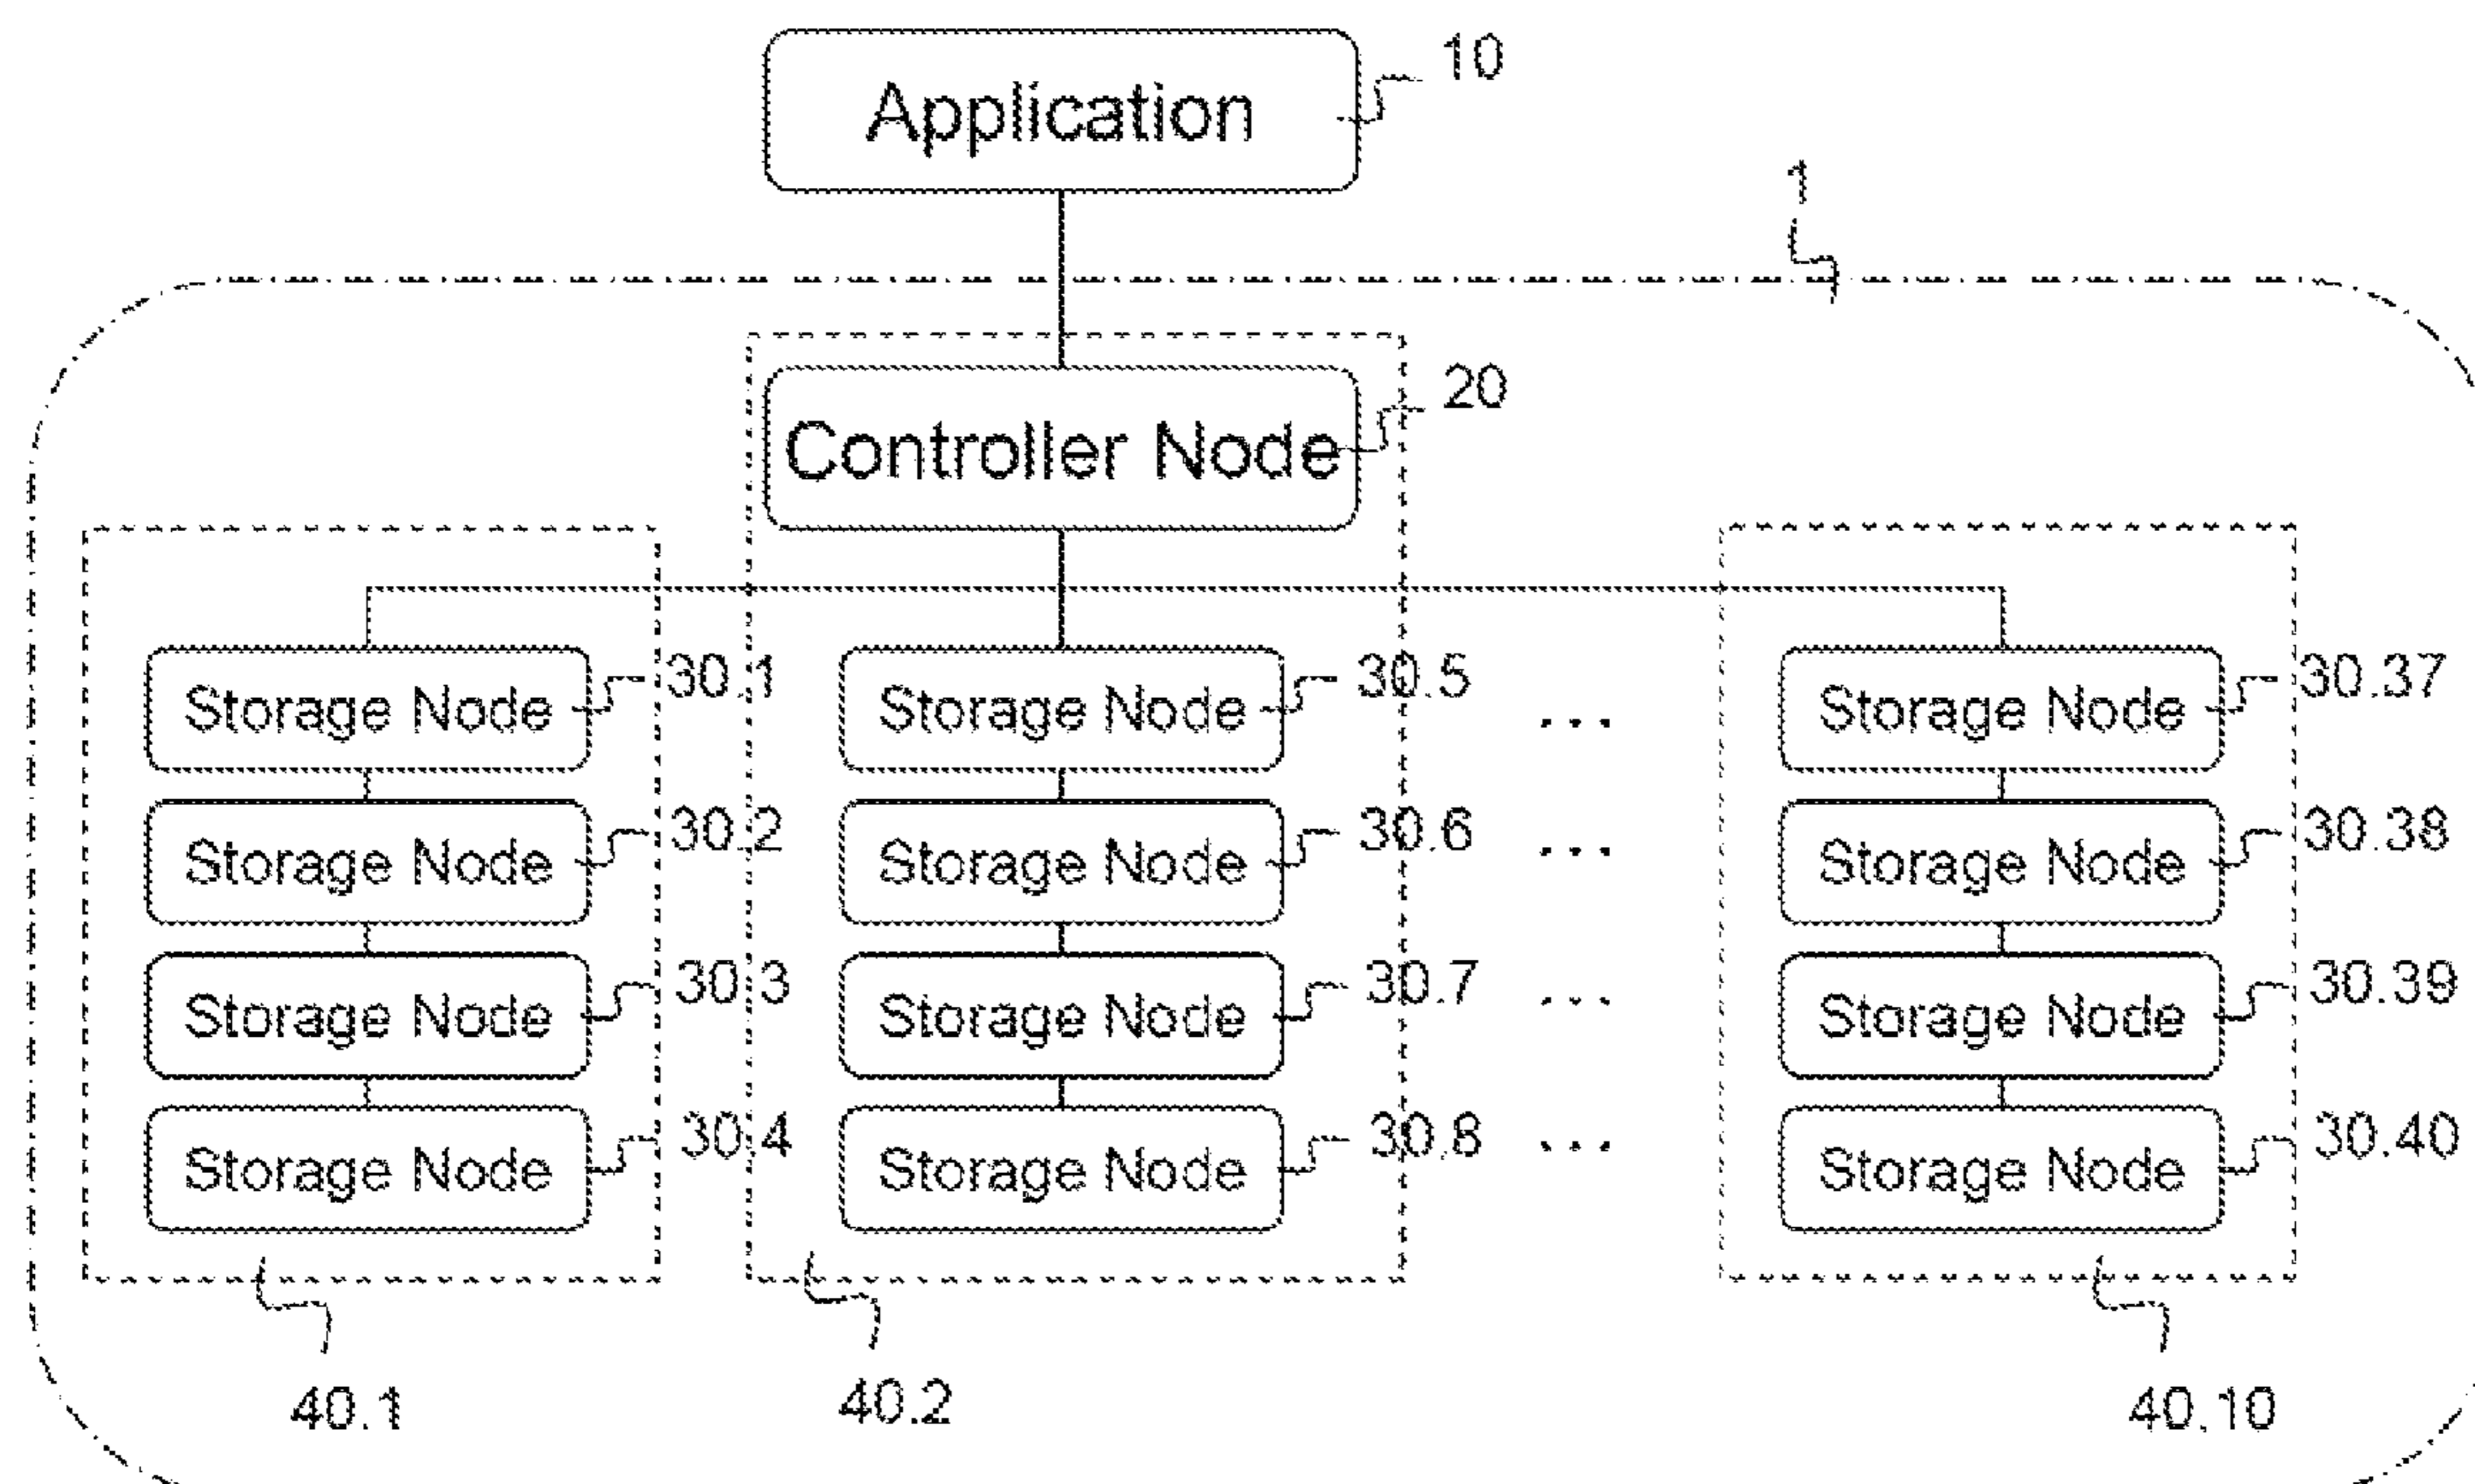 Application
10
1
Controller Node
20
Storage Node
30.1
Storage Node
30.5
...
Storage Node
30.37
Storage Node
30.2
Storage Node
30.6
...
Storage Node
30.38
Storage Node
30.3
Storage Node
30.7
...
Storage Node
30.39
Storage Node
30.4
Storage Node
30.8
...
Storage Node
30.40
40.1
40.2
40.10